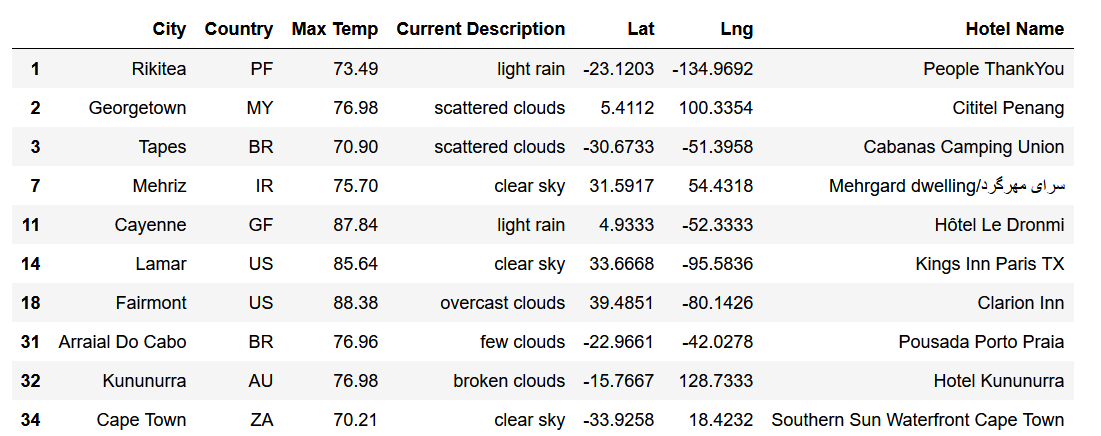 City Country Max Temp Current Description Lat Lng Hotel Name
1 Rikitea PF 73.49 light rain -23.1203 -134.9692 People ThankYou
2 Georgetown MY 76.98 scattered clouds 5.4112 100.3354 Cititel Penang
3 Tapes BR 70.90 scattered clouds -30.6733 -51.3958 Cabanas Camping Union
7 Mehriz IR 75.70 clear sky 31.5917 54.4318 Mehrgard dwelling/سرای مهرگرد
11 Cayenne GF 87.84 light rain 4.9333 -52.3333 Hôtel Le Dronmi
14 Lamar US 85.64 clear sky 33.6668 -95.5836 Kings Inn Paris TX
18 Fairmont US 88.38 overcast clouds 39.4851 -80.1426 Clarion Inn
31 Arraial Do Cabo BR 76.96 few clouds -22.9661 -42.0278 Pousada Porto Praia
32 Kununurra AU 76.98 broken clouds -15.7667 128.7333 Hotel Kununurra
34 Cape Town ZA 70.21 clear sky -33.9258 18.4232 Southern Sun Waterfront Cape Town